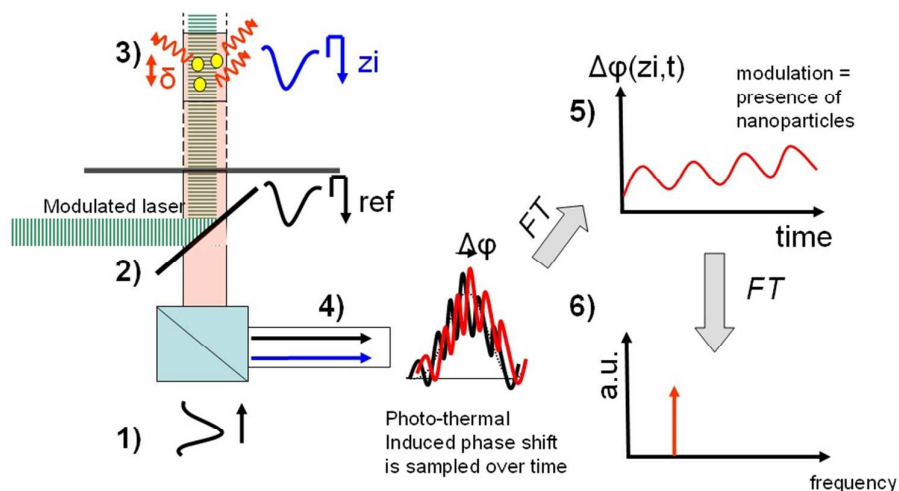 3)
δl
zi
Δφ(zi,t)
modulation =
presence of
nanoparticles
5)
Modulated laser
ref
time
2)
4)
Δφ
FT
FT
6)
a.u.
1)
Photo-thermal
Induced phase shift
is sampled over time
frequency